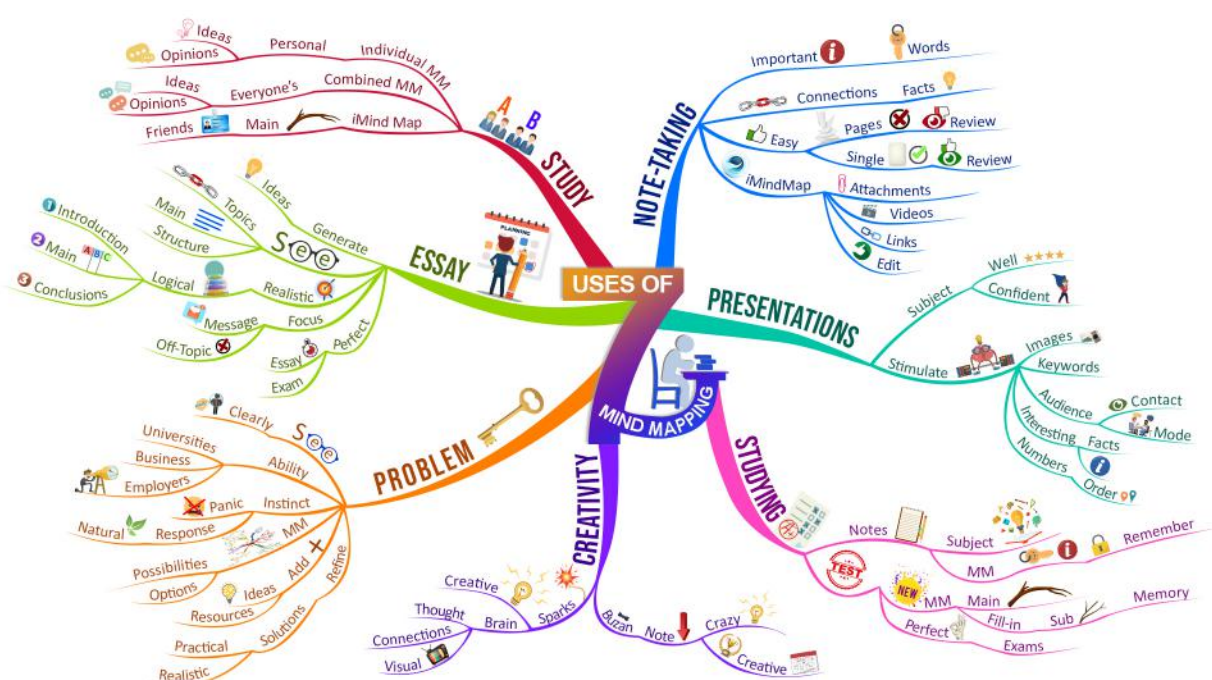 USES OF
7
MIND MAPPING
NOTE-TAKING
Important
i
Words
Connections
Facts
Easy
Pages
Review
Single
Review
iMindMap
Attachments
Videos
Links
Edit
PRESENTATIONS
Subject
Well
Confident
Stimulate
Images
Keywords
Audience
Contact
Mode
Interesting
Facts
i
Numbers
Order
STUDYING
A+
Notes
Subject
MM
i
Remember
TEST
NEW
MM
Main
Fill-in
Sub
Memory
Perfect
Exams
CREATIVITY
Sparks
Brain
Creative
Thought
Connections
Visual
Buzan
Note
Crazy
Creative
PROBLEM
See
Clearly
Ability
Universities
Business
Employers
Instinct
Panic
Response
Natural
MM
Possibilities
Options
Add
Ideas
Resources
Refine
Solutions
Practical
Realistic
ESSAY
PLANNING
Generate
Ideas
See
Topics
Main
Structure
Realistic
Logical
1 Introduction
2 Main
A B C
3 Conclusions
Focus
Message
Off-Topic
Perfect
Essay
Exam
STUDY
A B
Individual MM
Personal
Ideas
Opinions
Combined MM
Everyone's
Ideas
Opinions
iMind Map
Main
Friends